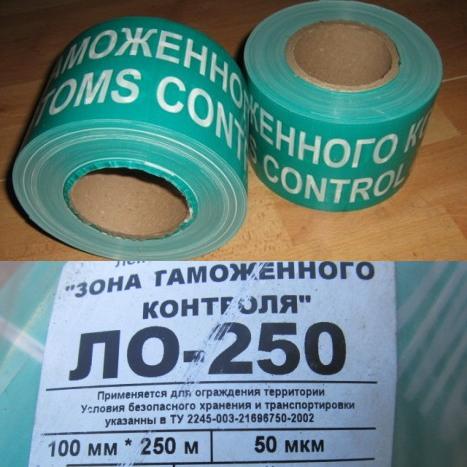 АМОЖЕННО
TOMS CONT
ЖЕННОГО К
S CONTROL
"ЗОНА ТАМОЖЕННОГО
КОНТРОЛЯ"
ЛО-250
Применяется для ограждения территории
Условия безопасного хранения и транспортировки
указанны в ТУ 2245-003-21696750-2002
100 мм * 250 м 50 мкм